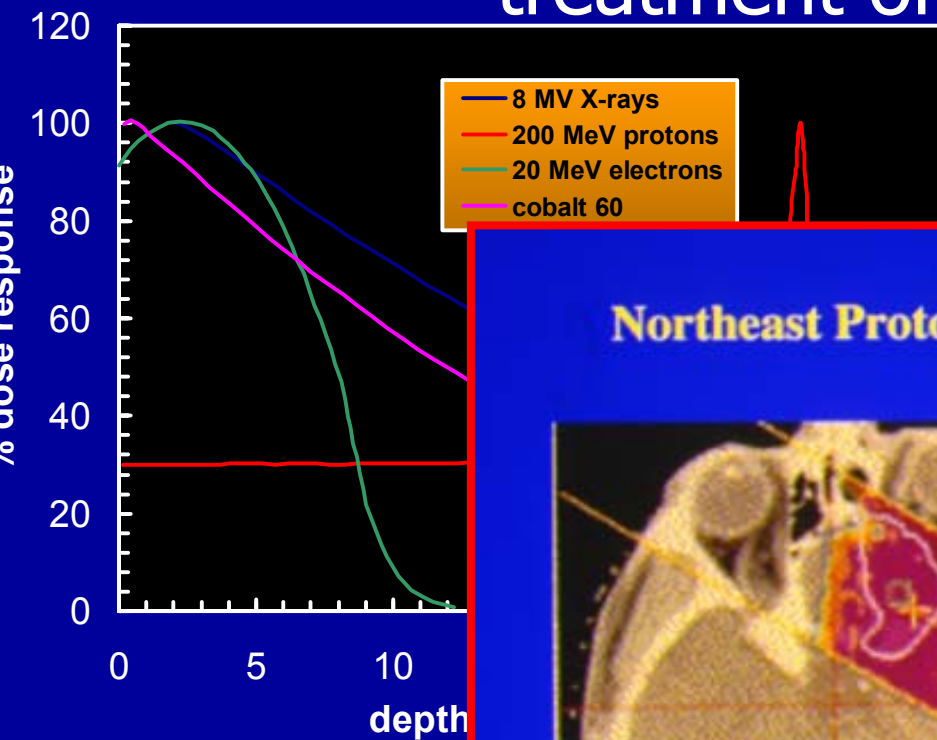 treatment of
120
100
80
60
40
20
0
% dose response
8 MV X-rays
200 MeV protons
20 MeV electrons
cobalt 60
Northeast Proto
0 5 10
depth